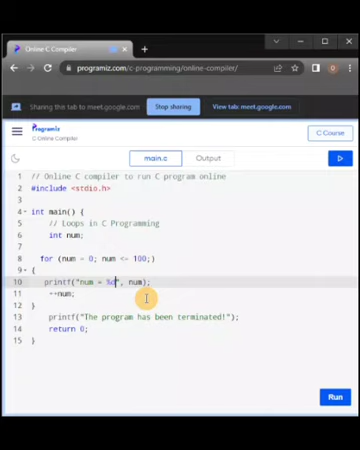 Online C Compiler
programiz.com/c-programming/online-compiler/
Sharing this tab to meet.google.com
Stop sharing
View tab: meet.google.com
Programiz
C Online Compiler
C Course
main.c
Output
1 // Online C compiler to run C program online
2 #include <stdio.h>
3
4 int main() {
5 // Loops in C Programming
6 int num;
7
8 for (num = 0; num <= 100;)
9 {
10 printf("num = %d", num);
11 ++num;
12 }
13 printf("The program has been terminated!");
14 return 0;
15 }
Run